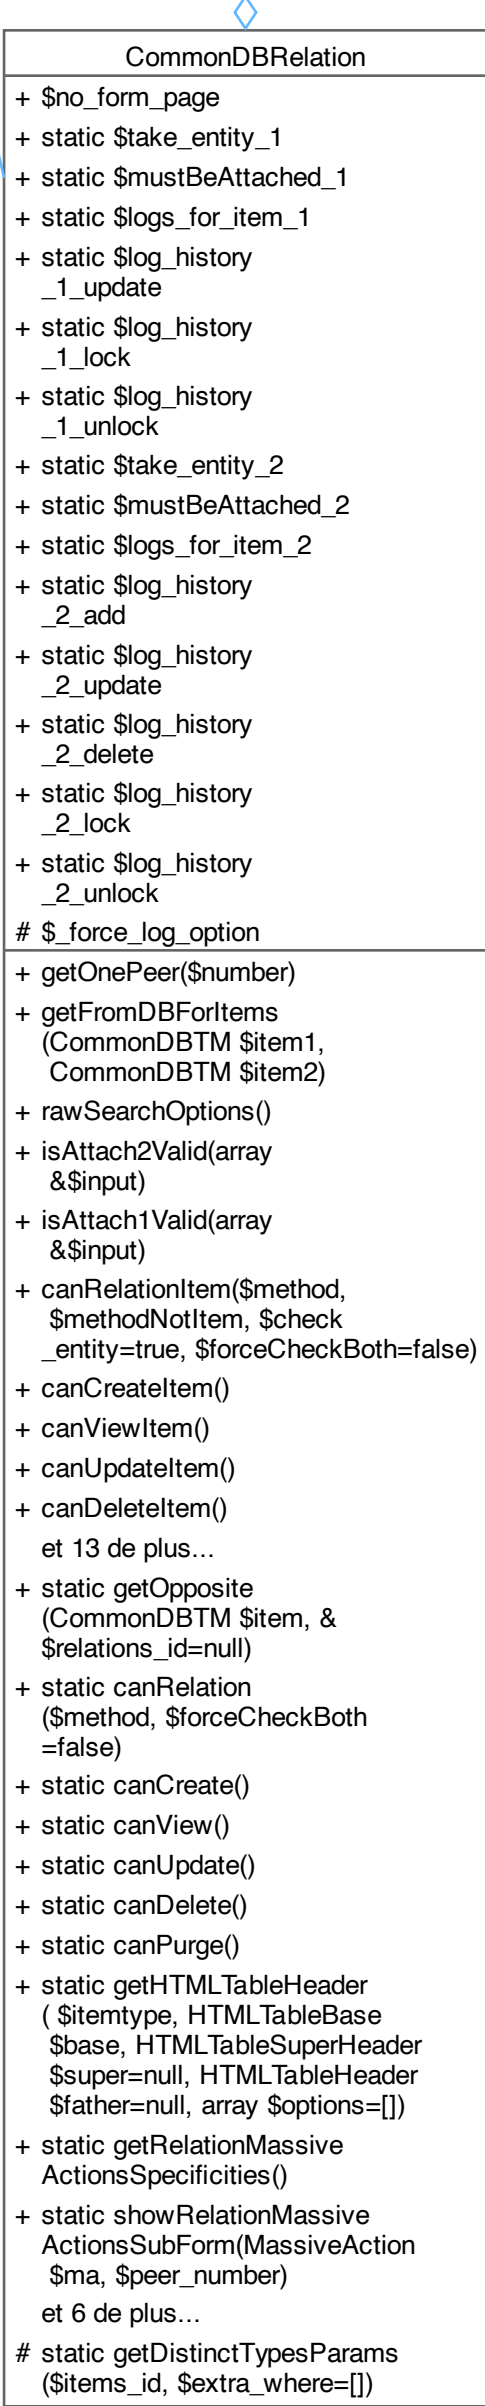 CommonDBRelation
+ $no_form_page
+ static $take_entity_1
+ static $mustBeAttached_1
+ static $logs_for_item_1
+ static $log_history
_1_update
+ static $log_history
_1_lock
+ static $log_history
_1_unlock
+ static $take_entity_2
+ static $mustBeAttached_2
+ static $logs_for_item_2
+ static $log_history
_2_add
+ static $log_history
_2_update
+ static $log_history
_2_delete
+ static $log_history
_2_lock
+ static $log_history
_2_unlock
# $_force_log_option
+ getOnePeer($number)
+ getFromDBForItems
(CommonDBTM $item1,
CommonDBTM $item2)
+ rawSearchOptions()
+ isAttach2Valid(array
&$input)
+ isAttach1Valid(array
&$input)
+ canRelationItem($method,
$methodNotItem, $check
_entity=true, $forceCheckBoth=false)
+ canCreateItem()
+ canViewItem()
+ canUpdateItem()
+ canDeleteItem()
et 13 de plus...
+ static getOpposite
(CommonDBTM $item, &
$relations_id=null)
+ static canRelation
($method, $forceCheckBoth
=false)
+ static canCreate()
+ static canView()
+ static canUpdate()
+ static canDelete()
+ static canPurge()
+ static getHTMLTableHeader
( $itemtype, HTMLTableBase
$base, HTMLTableSuperHeader
$super=null, HTMLTableHeader
$father=null, array $options=[])
+ static getRelationMassive
ActionsSpecificities()
+ static showRelationMassive
ActionsSubForm(MassiveAction
$ma, $peer_number)
et 6 de plus...
# static getDistinctTypesParams
($items_id, $extra_where=[])